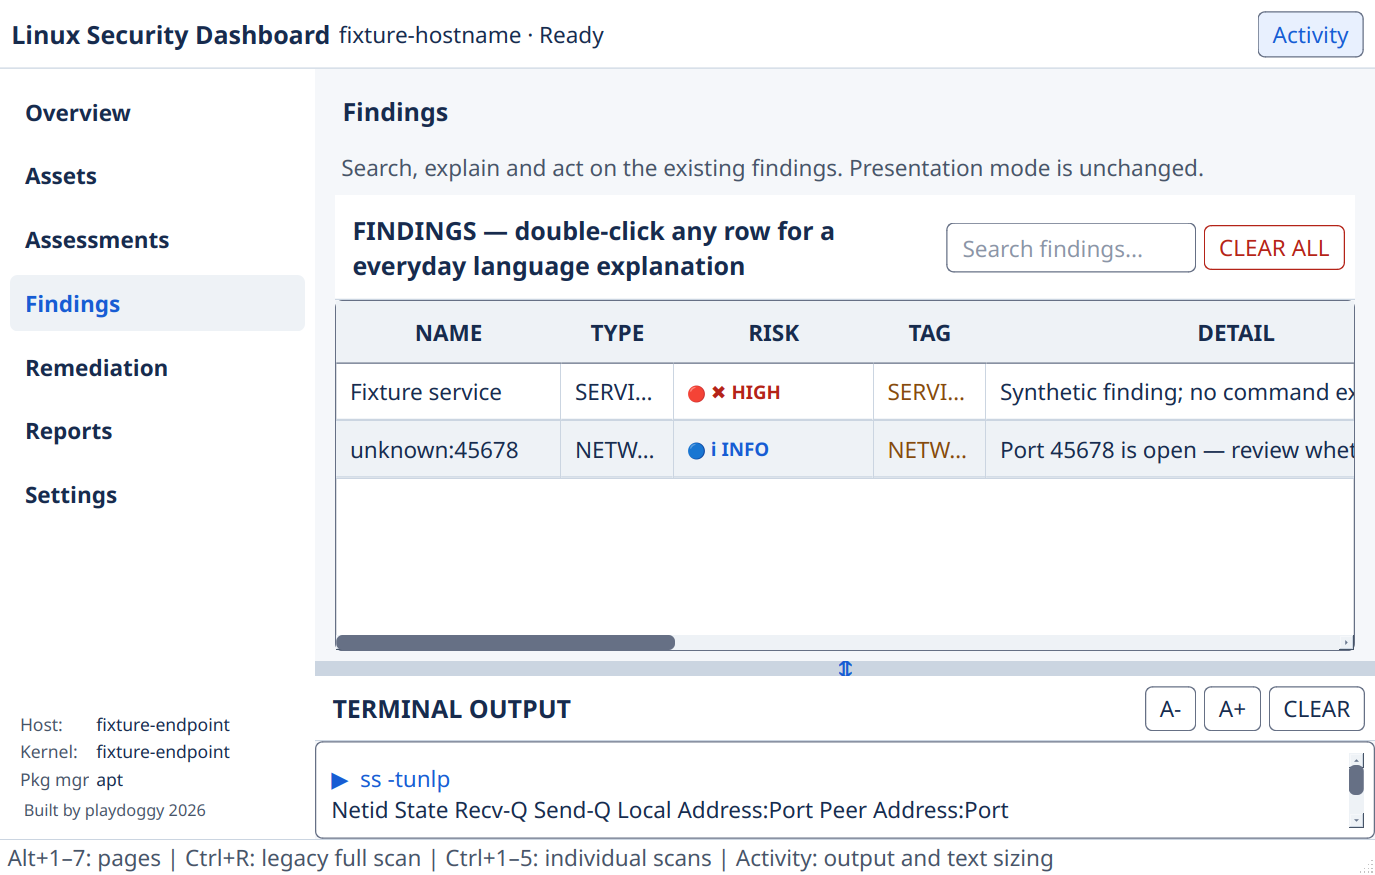 Linux Security Dashboard fixture-hostname · Ready
Activity
Overview
Assets
Assessments
Findings
Remediation
Reports
Settings
Host: fixture-endpoint
Kernel: fixture-endpoint
Pkg mgr apt
Built by playdoggy 2026
Findings
Search, explain and act on the existing findings. Presentation mode is unchanged.
FINDINGS — double-click any row for a
everyday language explanation
Search findings...
CLEAR ALL
NAME TYPE RISK TAG DETAIL
Fixture service SERVI... ✖ HIGH SERVI... Synthetic finding; no command ex
unknown:45678 NETW... i INFO NETW... Port 45678 is open — review whet
TERMINAL OUTPUT
A- A+ CLEAR
▶ ss -tunlp
Netid State Recv-Q Send-Q Local Address:Port Peer Address:Port
Alt+1–7: pages | Ctrl+R: legacy full scan | Ctrl+1–5: individual scans | Activity: output and text sizing